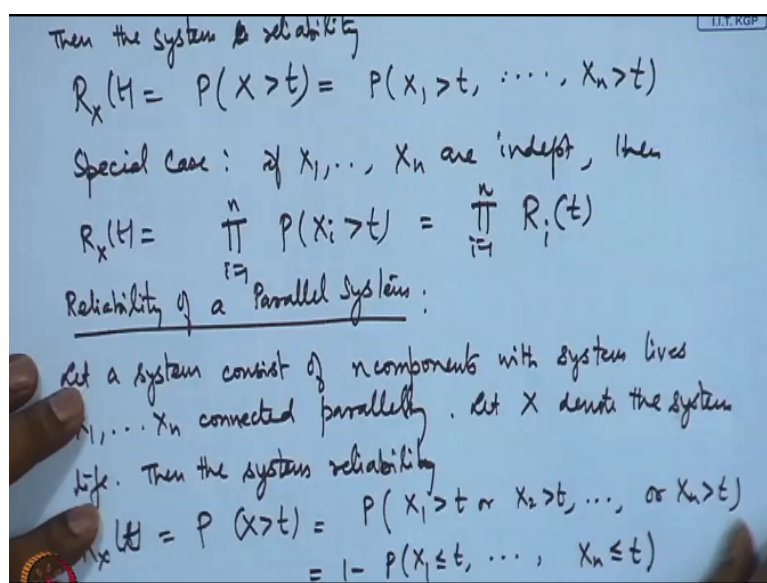 I.I.T. KGP
Then the system reliability
R_X(t) = P(X > t) = P(X_1 > t, ...., X_n > t)
Special Case : if X_1, .., X_n are indept, then
R_X(t) = ∏_{i=1}^{n} P(X_i > t) = ∏_{i=1}^{n} R_i(t)
Reliability of a Parallel System :
Let a system consist of n components with system lives
X_1, ... X_n connected parallelly. Let X denote the system
life. Then the system reliability
R_X(t) = P (X > t) = P( X_1 > t or X_2 > t, ..., or X_n > t)
= 1 - P(X_1 ≤ t, ... , X_n ≤ t)